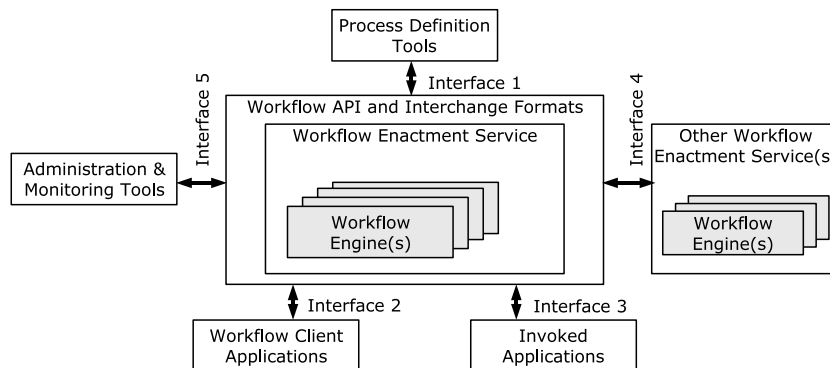 Process Definition
Tools
Interface 1
Interface 5
Interface 4
Workflow API and Interchange Formats
Workflow Enactment Service
Workflow
Engine(s)
Administration &
Monitoring Tools
Other Workflow
Enactment Service(s
Workflow
Engine(s)
Interface 2
Interface 3
Workflow Client
Applications
Invoked
Applications